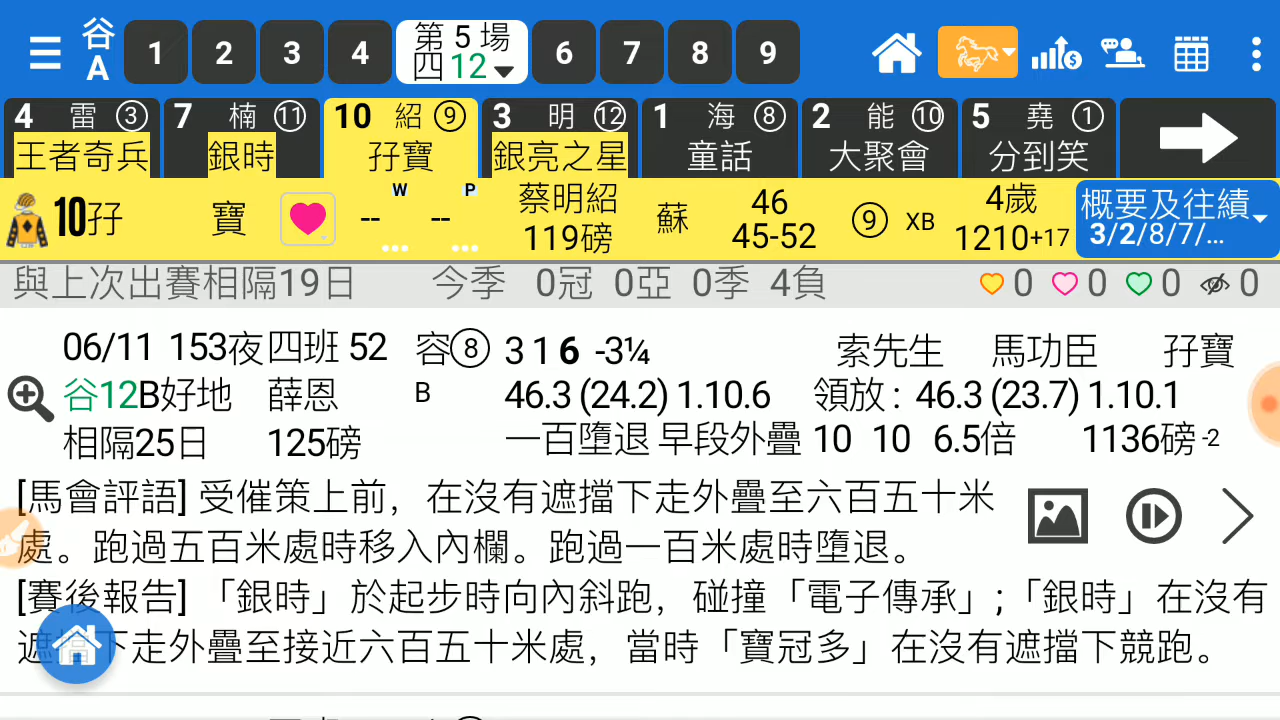 谷 A 1 2 3 4 第 5 場 四 12 6 7 8 9
4 雷 3 7 楠 11 10 紹 9 3 明 12 1 海 8 2 能 10 5 堯 1
王者奇兵 銀時 孖寶 銀亮之星 童話 大聚會 分到笑
W P
10 孖 寶 -- -- 蔡明紹 119磅 蘇 46 45-52 9 XB 4歲 1210+17 概要及往績 3/2/8/7/...
... ...
與上次出賽相隔19日 今季 0冠 0亞 0季 4負 0 0 0 0
06/11 153夜 四班 52 容 8 3 1 6 -3¼ 索先生 馬功臣 孖寶
谷12B好地 薛恩 B 46.3 (24.2) 1.10.6 領放 : 46.3 (23.7) 1.10.1
相隔25日 125磅 一百墮退 早段外疊 10 10 6.5倍 1136磅 -2
[馬會評語] 受催策上前，在沒有遮擋下走外疊至六百五十米
處。跑過五百米處時移入內欄。跑過一百米處時墮退。
[賽後報告] 「銀時」於起步時向內斜跑，碰撞「電子傳承」;「銀時」在沒有
遮擋下走外疊至接近六百五十米處，當時「寶冠多」在沒有遮擋下競跑。